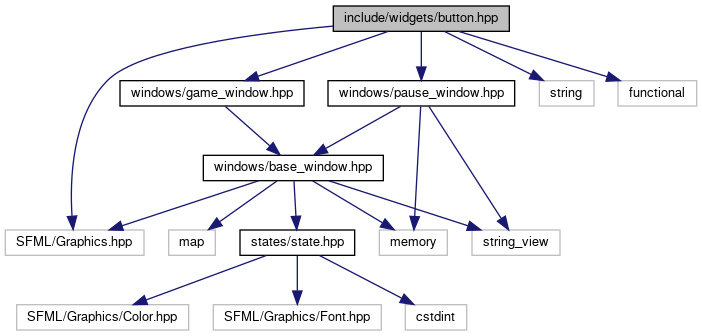 include/widgets/button.hpp
windows/game_window.hpp
windows/pause_window.hpp
string
functional
windows/base_window.hpp
SFML/Graphics.hpp
map
states/state.hpp
memory
string_view
SFML/Graphics/Color.hpp
SFML/Graphics/Font.hpp
cstdint